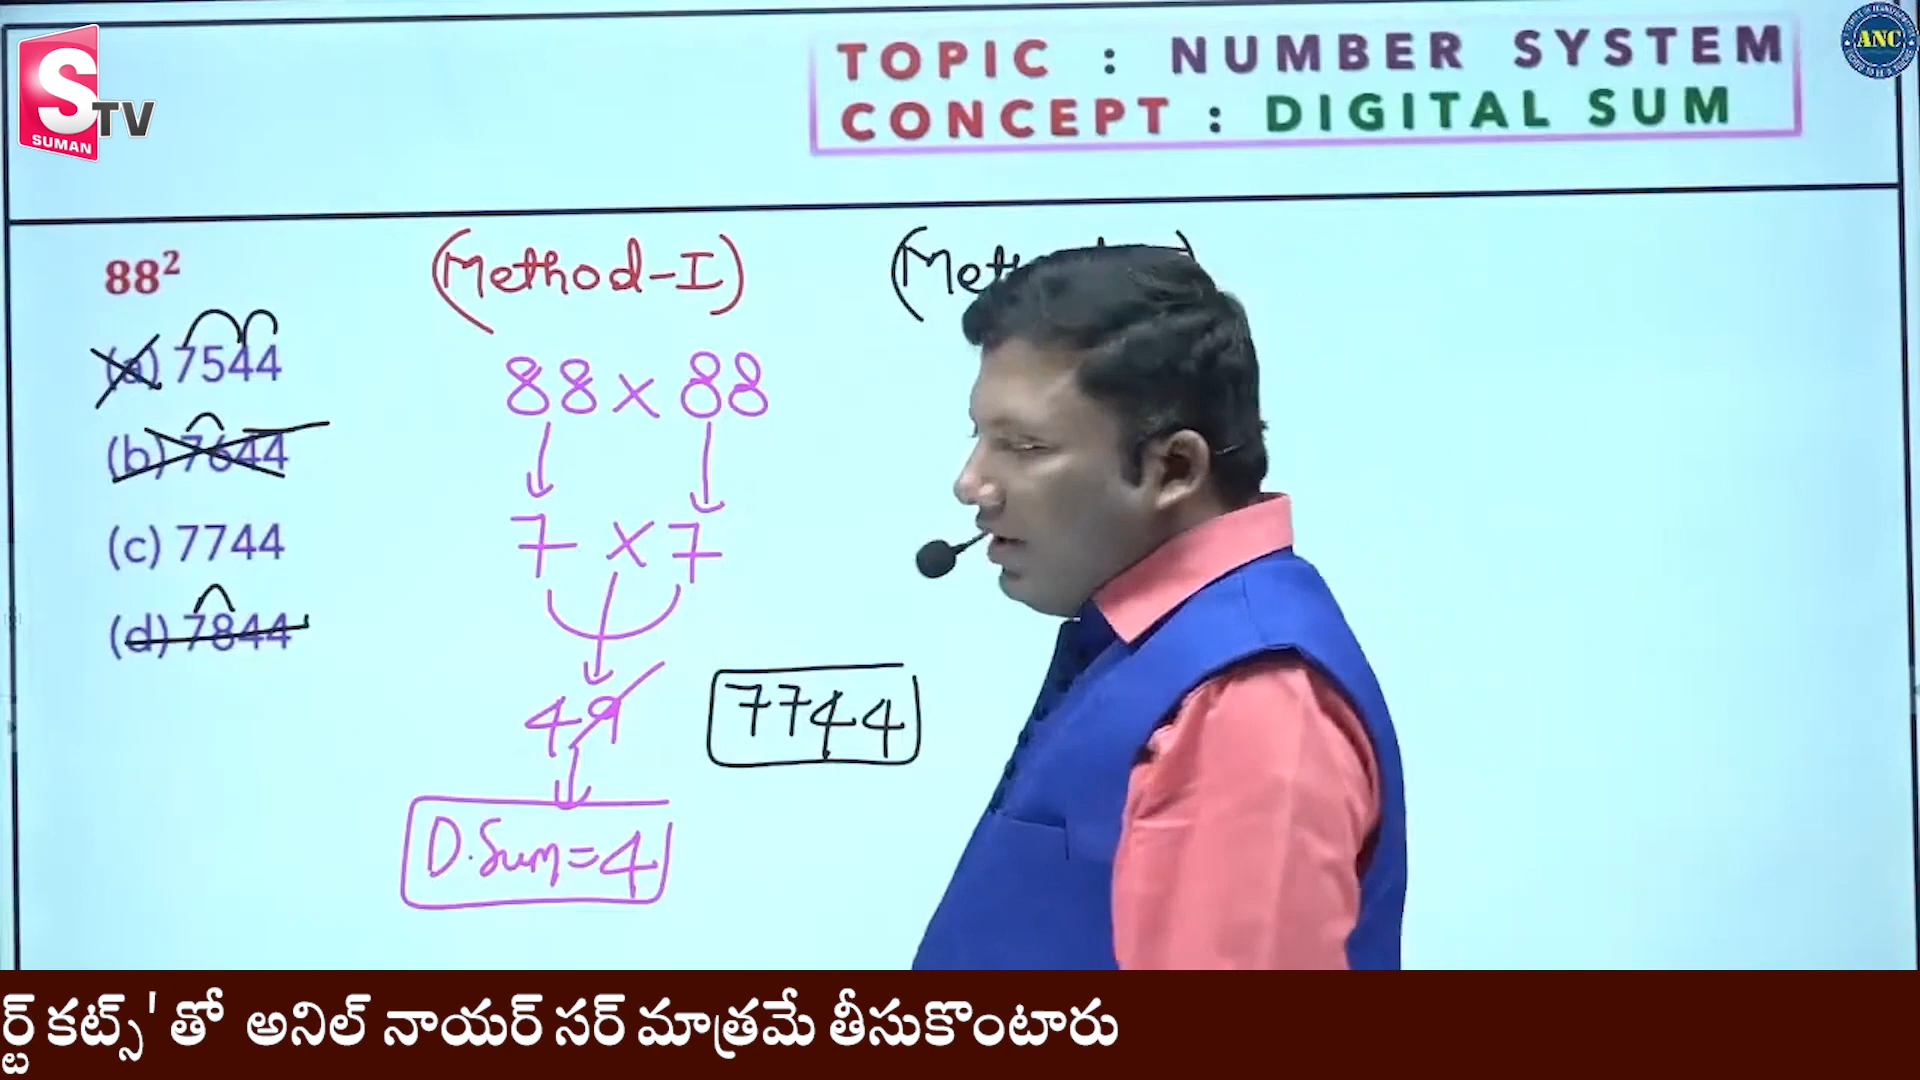 S TV
SUMAN
TOPIC : NUMBER SYSTEM
CONCEPT : DIGITAL SUM
ANC
88²
(Method-I)
(a) 7544
(b) 7644
(c) 7744
(d) 7844
88 × 88
7 × 7
49
D.Sum=4
7744
ర్ట్ కట్స్' తో అనిల్ నాయర్ సర్ మాత్రమే తీసుకొంటారు